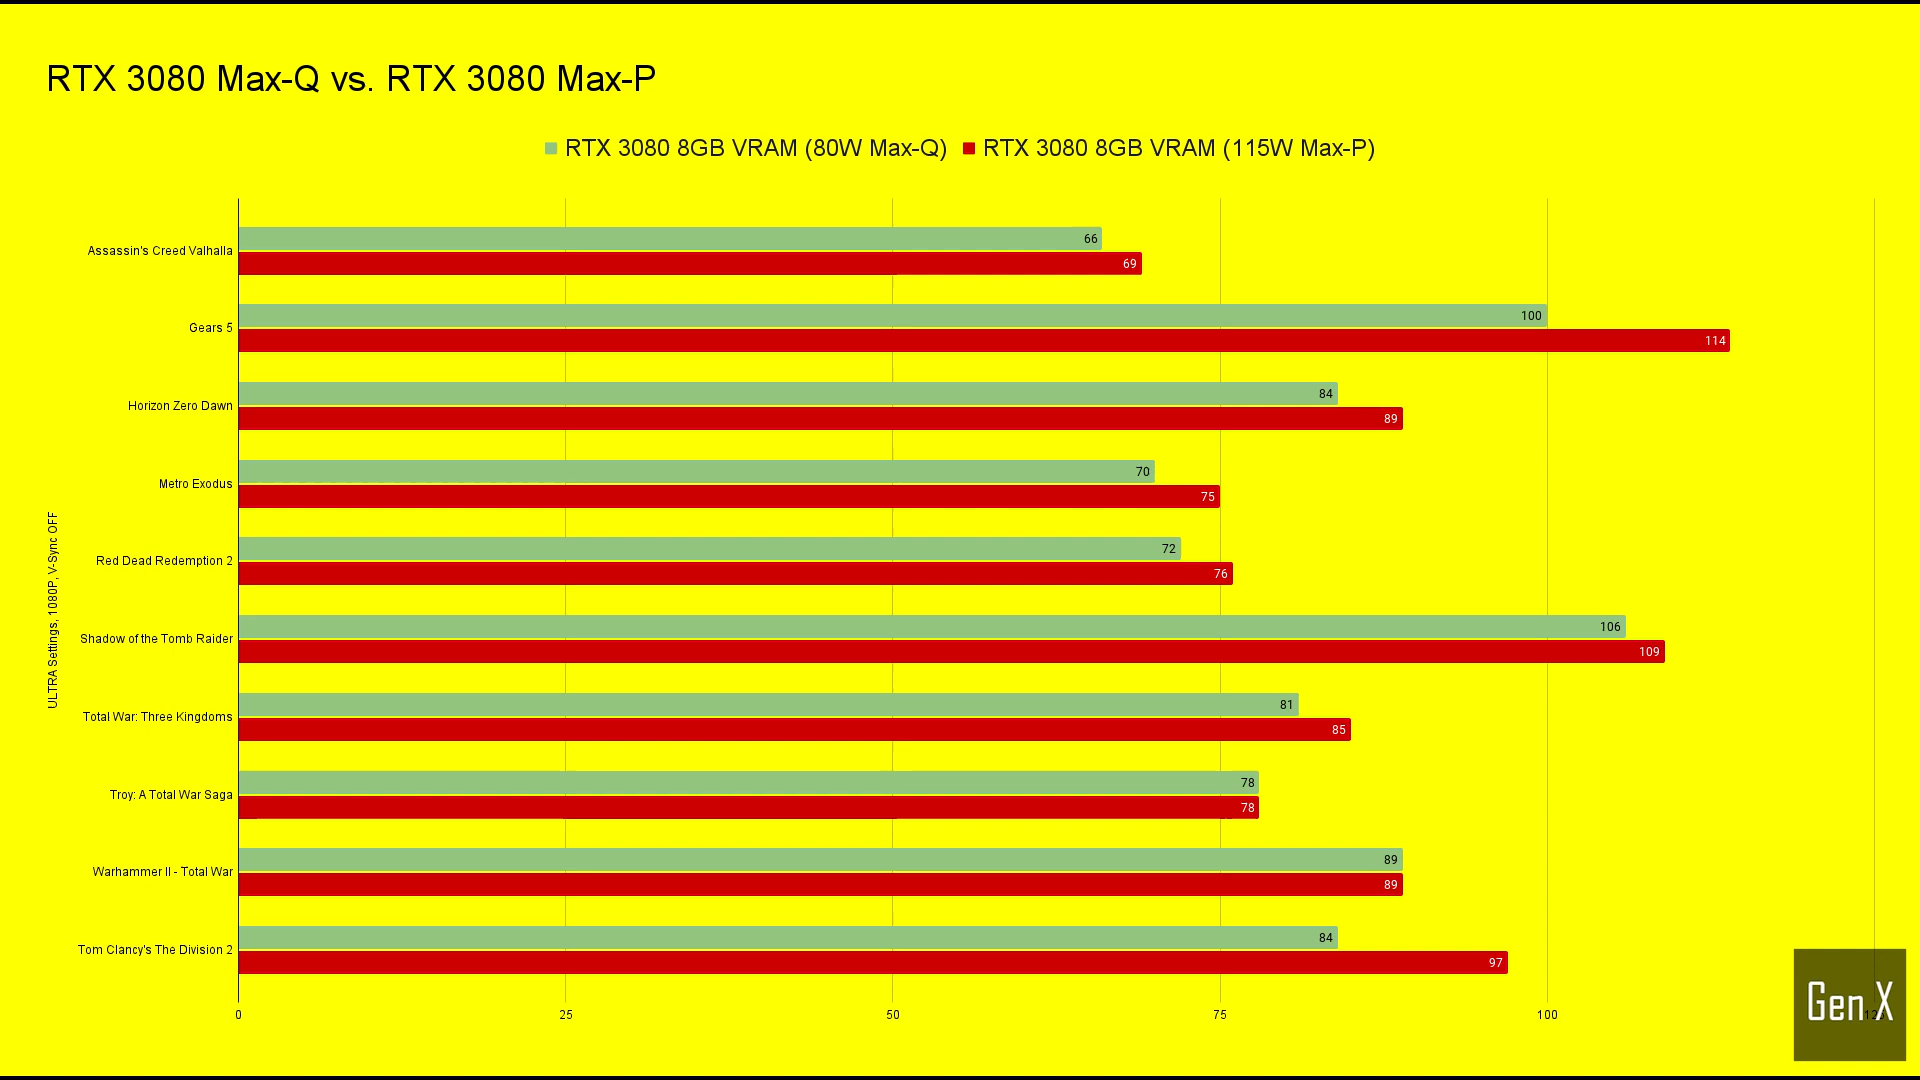 RTX 3080 Max-Q vs. RTX 3080 Max-P
RTX 3080 8GB VRAM (80W Max-Q)
RTX 3080 8GB VRAM (115W Max-P)
ULTRA Settings, 1080P, V-Sync OFF
Assassin's Creed Valhalla
66
69
Gears 5
100
114
Horizon Zero Dawn
84
89
Metro Exodus
70
75
Red Dead Redemption 2
72
76
Shadow of the Tomb Raider
106
109
Total War: Three Kingdoms
81
85
Troy: A Total War Saga
78
78
Warhammer II - Total War
89
89
Tom Clancy's The Division 2
84
97
0
25
50
75
100
Gen X